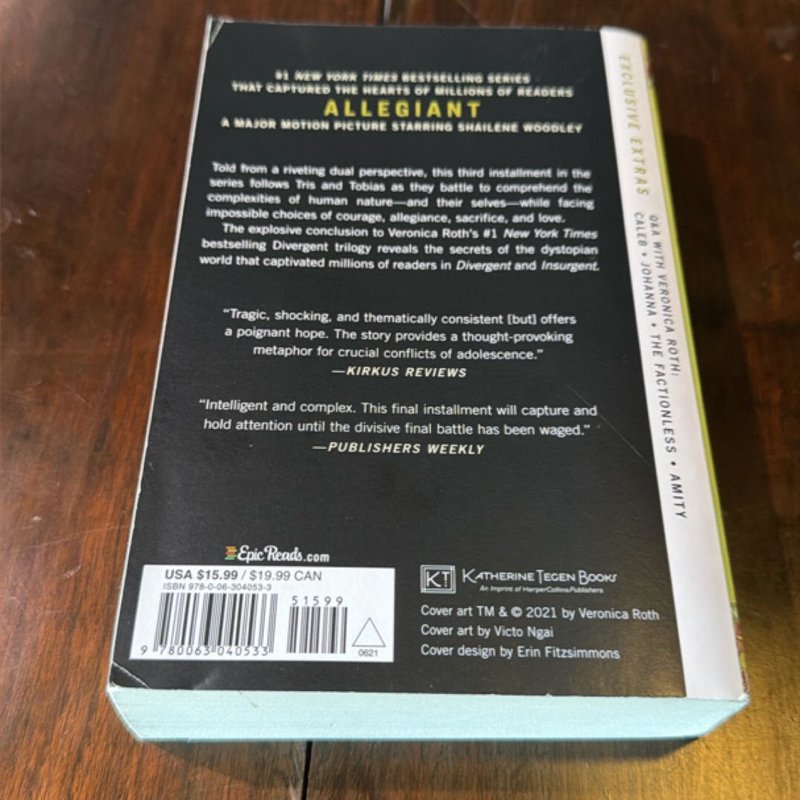 #1 NEW YORK TIMES BESTSELLING SERIES
THAT CAPTURED THE HEARTS OF MILLIONS OF READERS
ALLEGIANT
A MAJOR MOTION PICTURE STARRING SHAILENE WOODLEY
Told from a riveting dual perspective, this third installment in the
series follows Tris and Tobias as they battle to comprehend the
complexities of human nature—and their selves—while facing
impossible choices of courage, allegiance, sacrifice, and love.
The explosive conclusion to Veronica Roth's #1 New York Times
bestselling Divergent trilogy reveals the secrets of the dystopian
world that captivated millions of readers in Divergent and Insurgent.
"Tragic, shocking, and thematically consistent [but] offers
a poignant hope. The story provides a thought-provoking
metaphor for crucial conflicts of adolescence."
—KIRKUS REVIEWS
"Intelligent and complex. This final installment will capture and
hold attention until the divisive final battle has been waged."
—PUBLISHERS WEEKLY
Epic Reads.com
USA $15.99 / $19.99 CAN
ISBN 978-0-06-304053-3
51599
9 780063 040533
0621
KT KATHERINE TEGEN BOOKS
An Imprint of HarperCollinsPublishers
Cover art TM & © 2021 by Veronica Roth
Cover art by Victo Ngai
Cover design by Erin Fitzsimmons
EXCLUSIVE EXTRAS
Q&A WITH VERONICA ROTH:
CALEB • JOHANNA • THE FACTIONLESS • AMITY